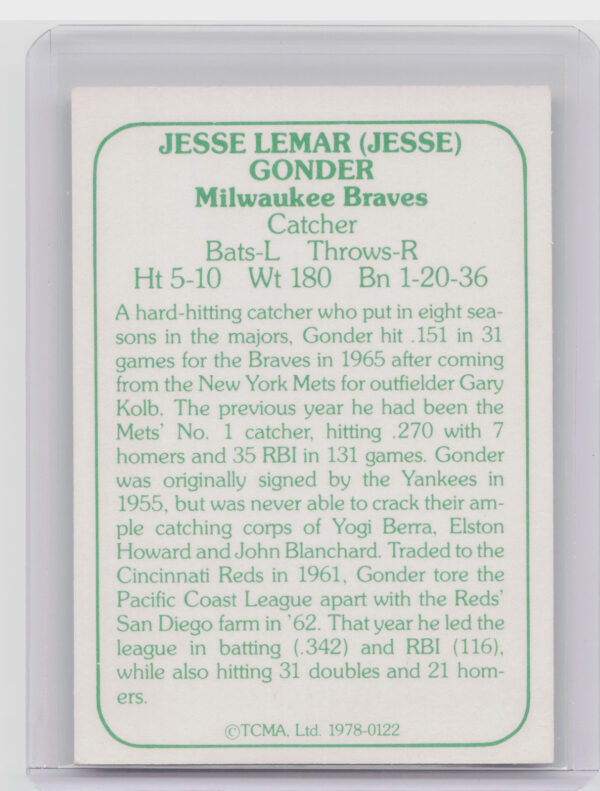 JESSE LEMAR (JESSE)
GONDER
Milwaukee Braves
Catcher
Bats-L Throws-R
Ht 5-10 Wt 180 Bn 1-20-36
A hard-hitting catcher who put in eight sea-
sons in the majors, Gonder hit .151 in 31
games for the Braves in 1965 after coming
from the New York Mets for outfielder Gary
Kolb. The previous year he had been the
Mets' No. 1 catcher, hitting .270 with 7
homers and 35 RBI in 131 games. Gonder
was originally signed by the Yankees in
1955, but was never able to crack their am-
ple catching corps of Yogi Berra, Elston
Howard and John Blanchard. Traded to the
Cincinnati Reds in 1961, Gonder tore the
Pacific Coast League apart with the Reds'
San Diego farm in '62. That year he led the
league in batting (.342) and RBI (116),
while also hitting 31 doubles and 21 hom-
ers.
©TCMA, Ltd. 1978-0122